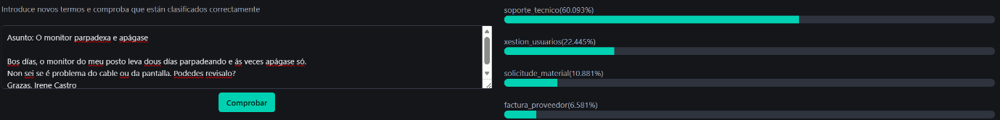 Introduce novos termos e comproba que están clasificados correctamente
Asunto: O monitor parpadexa e apágase
Bos días, o monitor do meu posto leva dous días parpadeando e ás veces apágase só.
Non sei se é problema do cable ou da pantalla. Podedes revisalo?
Grazas, Irene Castro
Comprobar
soporte_tecnico(60.093%)
xestion_usuarios(22.445%)
solicitude_material(10.881%)
factura_proveedor(6.581%)